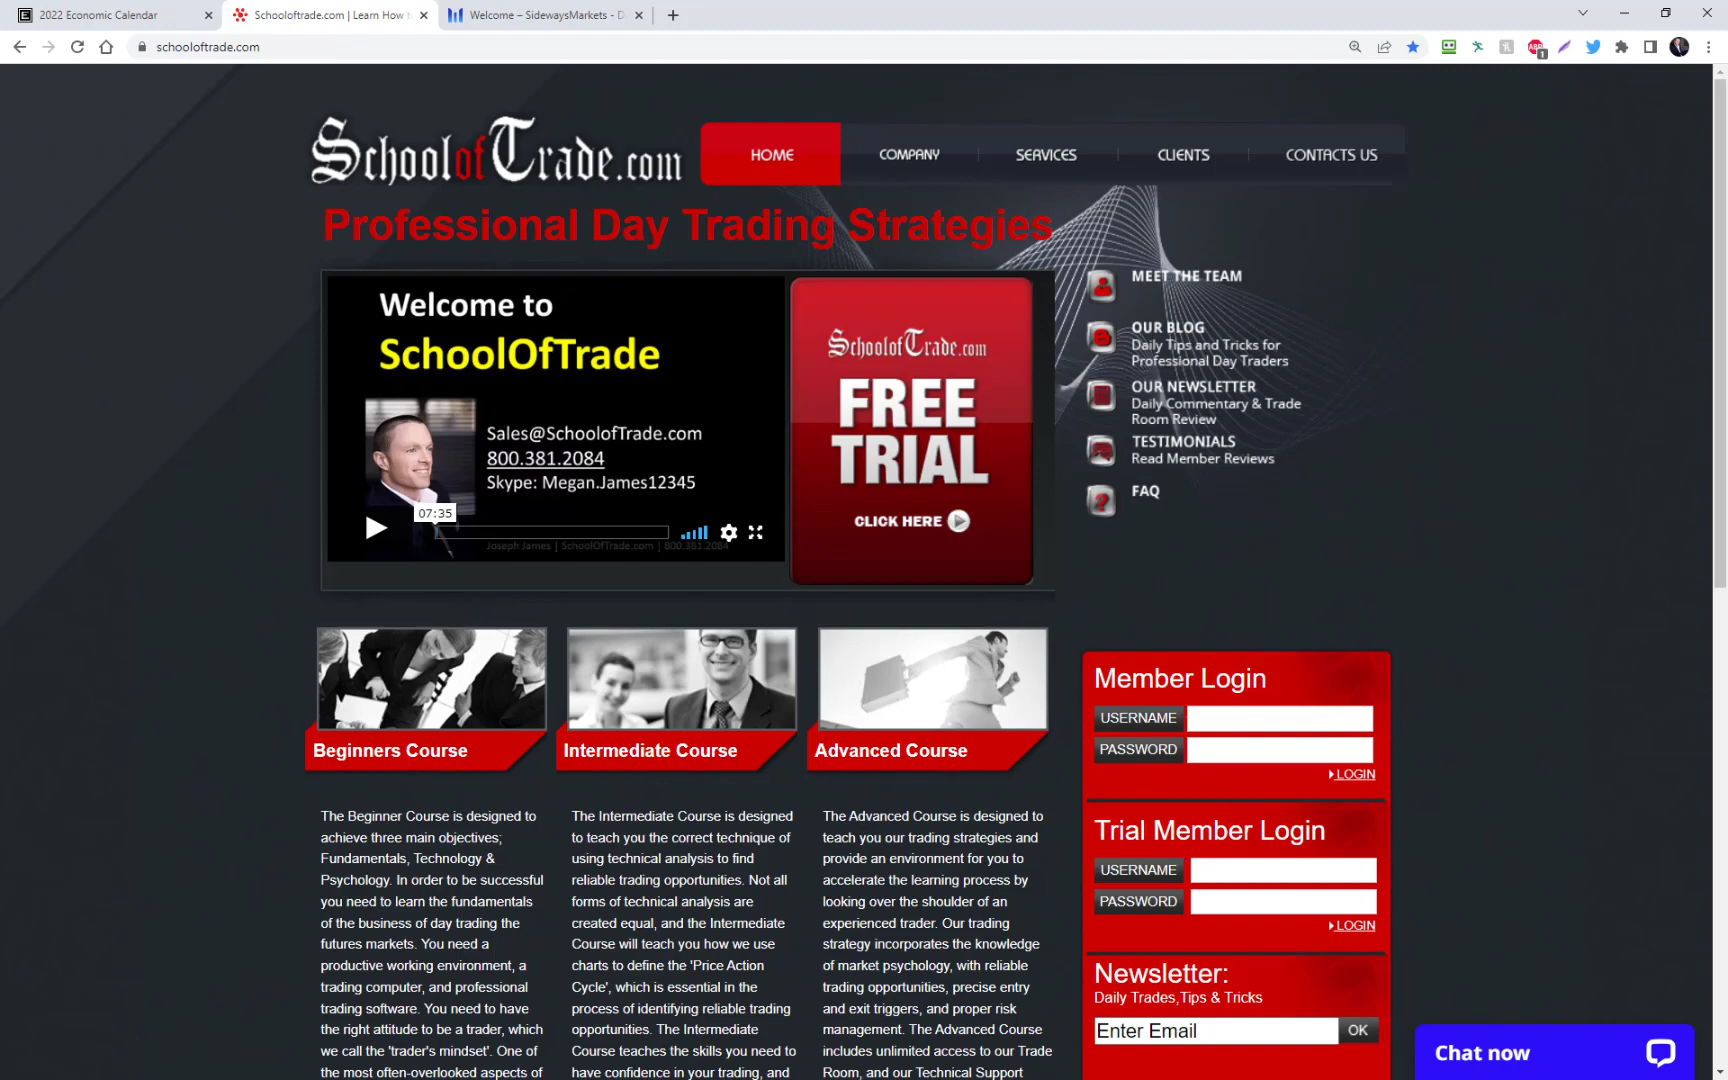 2022 Economic Calendar
Schooloftrade.com | Learn How t
Welcome – SidewaysMarkets - D
schooloftrade.com
ABP
1
SchoolofTrade.com
HOME
COMPANY
SERVICES
CLIENTS
CONTACTS US
Professional Day Trading Strategies
Welcome to
SchoolOfTrade
Sales@SchoolofTrade.com
800.381.2084
Skype: Megan.James12345
07:35
Joseph James | SchoolOfTrade.com | 800.381.2084
SchoolofTrade.com
FREE
TRIAL
CLICK HERE
MEET THE TEAM
OUR BLOG
Daily Tips and Tricks for
Professional Day Traders
OUR NEWSLETTER
Daily Commentary & Trade
Room Review
TESTIMONIALS
Read Member Reviews
FAQ
Beginners Course
The Beginner Course is designed to
achieve three main objectives;
Fundamentals, Technology &
Psychology. In order to be successful
you need to learn the fundamentals
of the business of day trading the
futures markets. You need a
productive working environment, a
trading computer, and professional
trading software. You need to have
the right attitude to be a trader, which
we call the 'trader's mindset'. One of
the most often-overlooked aspects of
Intermediate Course
The Intermediate Course is designed
to teach you the correct technique of
using technical analysis to find
reliable trading opportunities. Not all
forms of technical analysis are
created equal, and the Intermediate
Course will teach you how we use
charts to define the 'Price Action
Cycle', which is essential in the
process of identifying reliable trading
opportunities. The Intermediate
Course teaches the skills you need to
have confidence in your trading, and
Advanced Course
The Advanced Course is designed to
teach you our trading strategies and
provide an environment for you to
accelerate the learning process by
looking over the shoulder of an
experienced trader. Our trading
strategy incorporates the knowledge
of market psychology, with reliable
trading opportunities, precise entry
and exit triggers, and proper risk
management. The Advanced Course
includes unlimited access to our Trade
Room, and our Technical Support
Member Login
USERNAME
PASSWORD
LOGIN
Trial Member Login
USERNAME
PASSWORD
LOGIN
Newsletter:
Daily Trades,Tips & Tricks
Enter Email
OK
Chat now